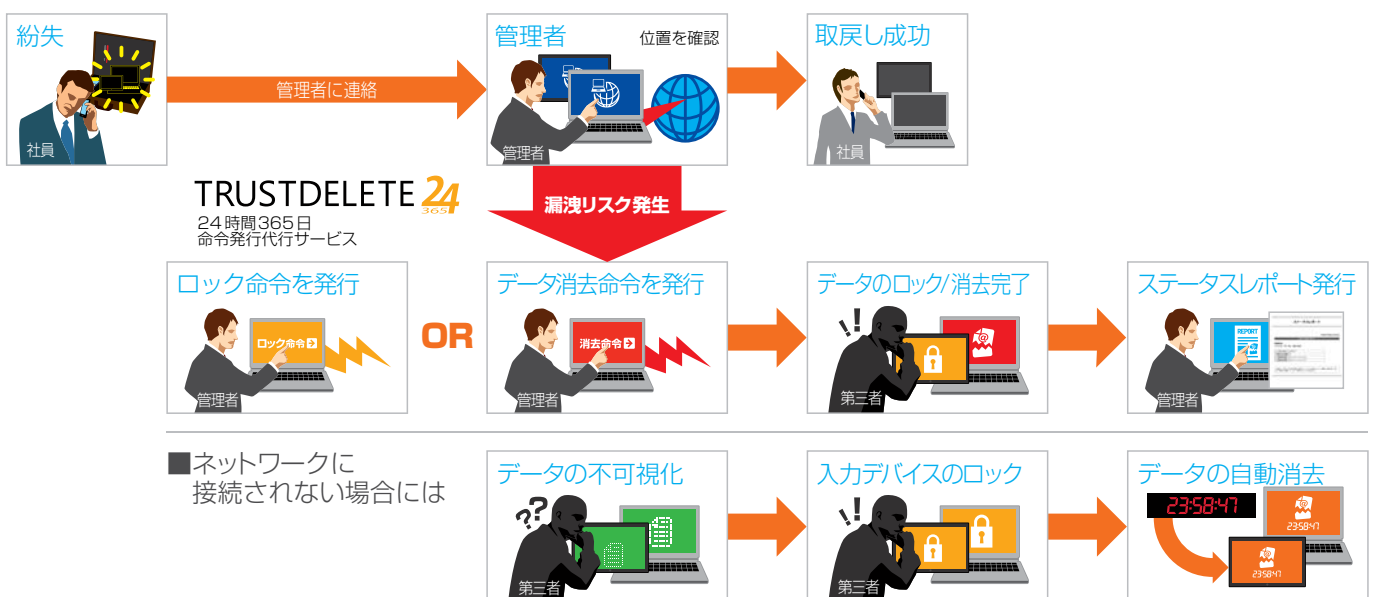 紛失
社員
管理者に連絡
管理者
位置を確認
管理者
取戻し成功
社員
漏洩リスク発生
TRUSTDELETE 24
365
24時間365日
命令発行代行サービス
ロック命令を発行
ロック命令
管理者
OR
データ消去命令を発行
消去命令
管理者
データのロック/消去完了
!!
@
第三者
ステータスレポート発行
REPORT
管理者
■ネットワークに
接続されない場合には
データの不可視化
??
第三者
入力デバイスのロック
!!
第三者
データの自動消去
23:58:47
@
23:58:47
@
23:58:47